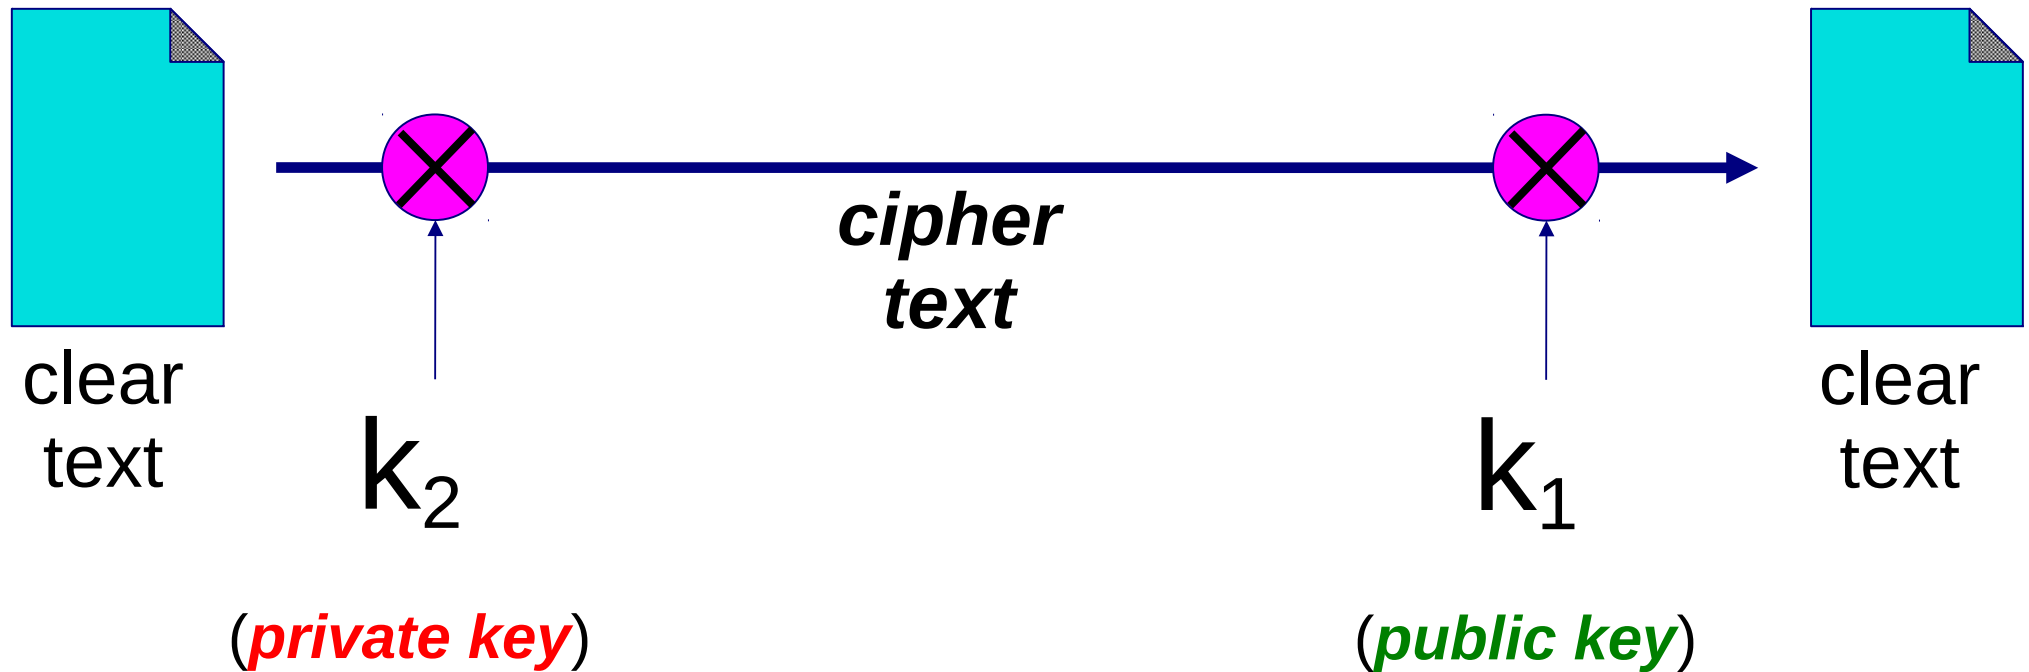 cipher
text
clear
text
clear
text
k2
k1
(private key)
(public key)